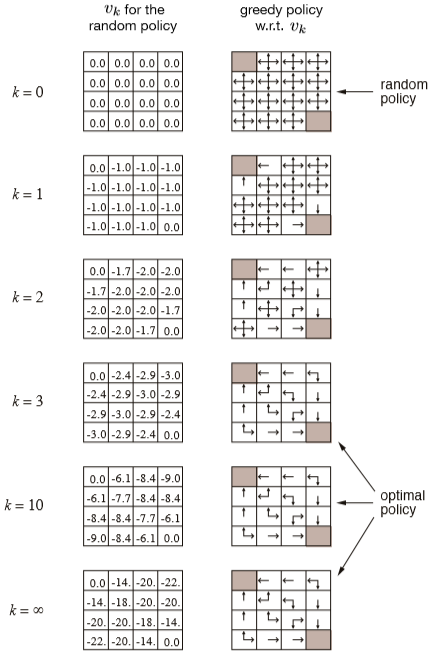 vk for the random policy
greedy policy w.r.t. vk
k = 0
0.0 0.0 0.0 0.0
0.0 0.0 0.0 0.0
0.0 0.0 0.0 0.0
0.0 0.0 0.0 0.0
random policy
k = 1
0.0 -1.0 -1.0 -1.0
-1.0 -1.0 -1.0 -1.0
-1.0 -1.0 -1.0 -1.0
-1.0 -1.0 -1.0 0.0
k = 2
0.0 -1.7 -2.0 -2.0
-1.7 -2.0 -2.0 -2.0
-2.0 -2.0 -2.0 -1.7
-2.0 -2.0 -1.7 0.0
k = 3
0.0 -2.4 -2.9 -3.0
-2.4 -2.9 -3.0 -2.9
-2.9 -3.0 -2.9 -2.4
-3.0 -2.9 -2.4 0.0
k = 10
0.0 -6.1 -8.4 -9.0
-6.1 -7.7 -8.4 -8.4
-8.4 -8.4 -7.7 -6.1
-9.0 -8.4 -6.1 0.0
optimal policy
k = ∞
0.0 -14. -20. -22.
-14. -18. -20. -20.
-20. -20. -18. -14.
-22. -20. -14. 0.0